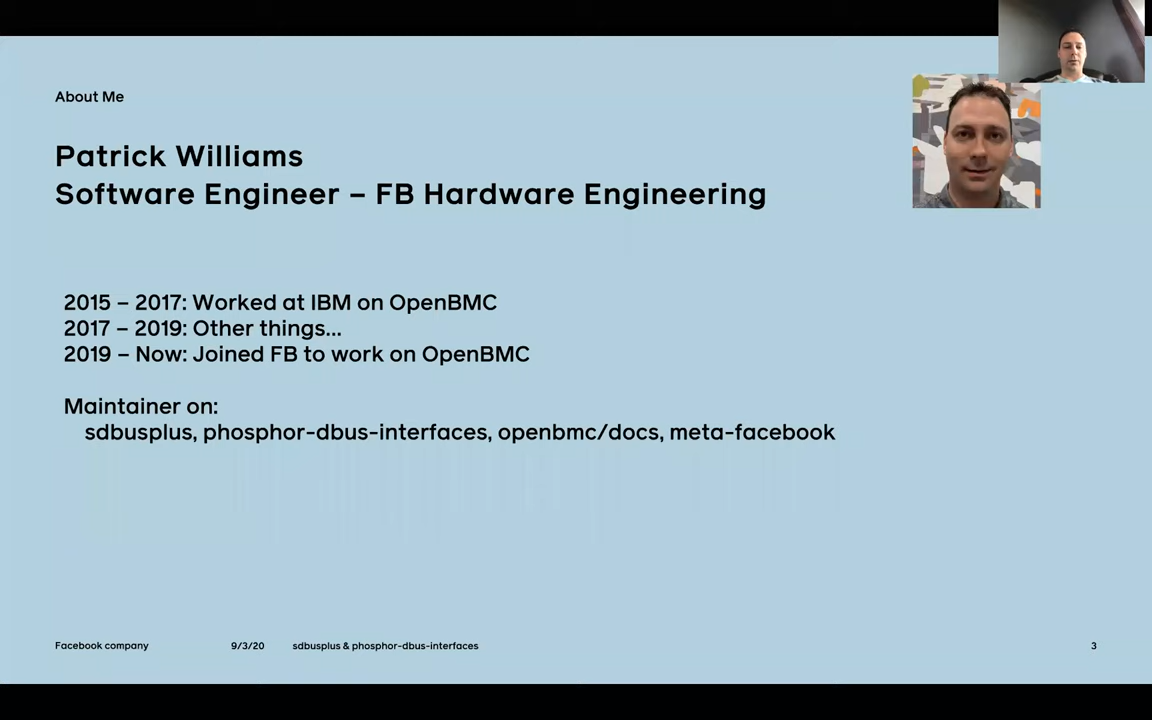 About Me
Patrick Williams
Software Engineer – FB Hardware Engineering
2015 – 2017: Worked at IBM on OpenBMC
2017 – 2019: Other things...
2019 – Now: Joined FB to work on OpenBMC
Maintainer on:
sdbusplus, phosphor-dbus-interfaces, openbmc/docs, meta-facebook
Facebook company 9/3/20 sdbusplus & phosphor-dbus-interfaces 3